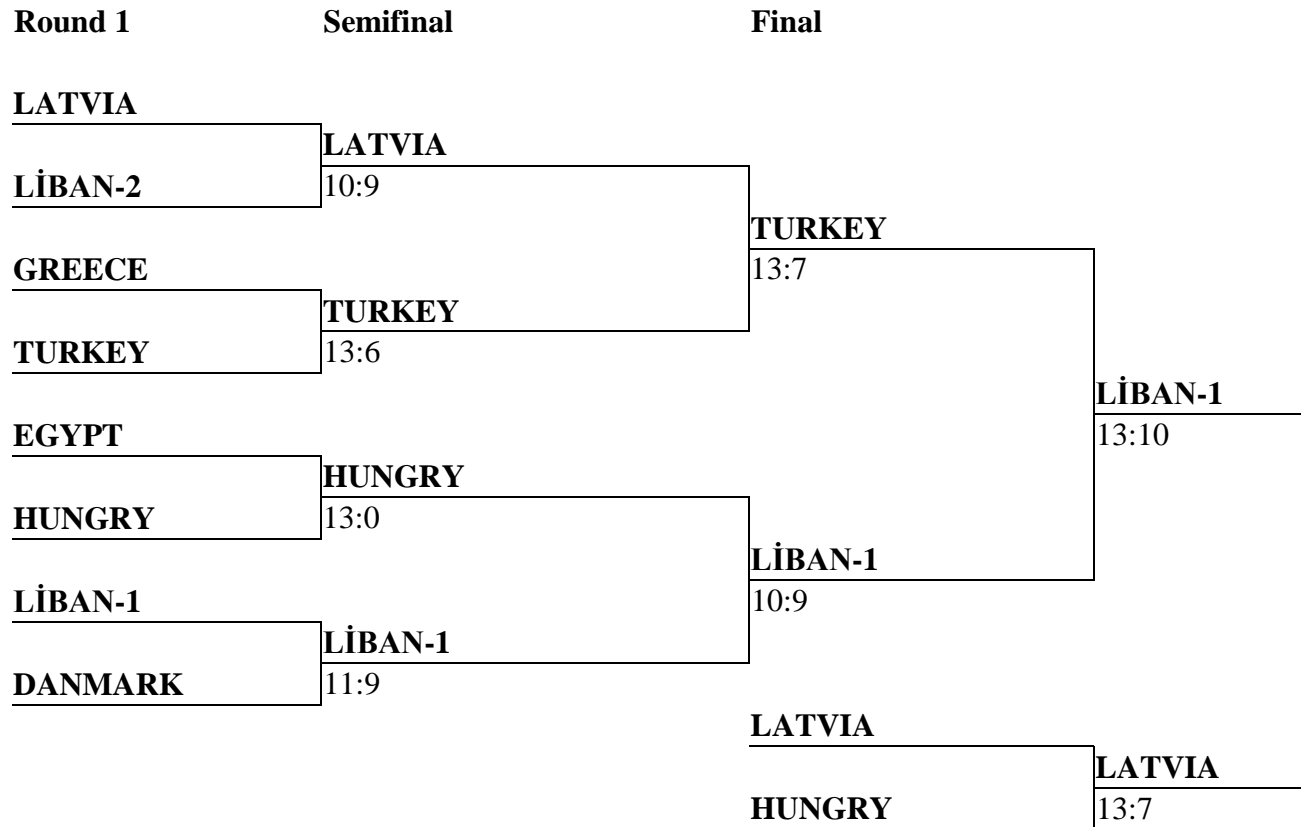 Round 1 Semifinal Final
LATVIA
LATVIA
LİBAN-2 10:9
TURKEY
GREECE 13:7
TURKEY
TURKEY 13:6
LİBAN-1
EGYPT 13:10
HUNGRY
HUNGRY 13:0
LİBAN-1
LİBAN-1 10:9
LİBAN-1
DANMARK 11:9
LATVIA
LATVIA
HUNGRY 13:7